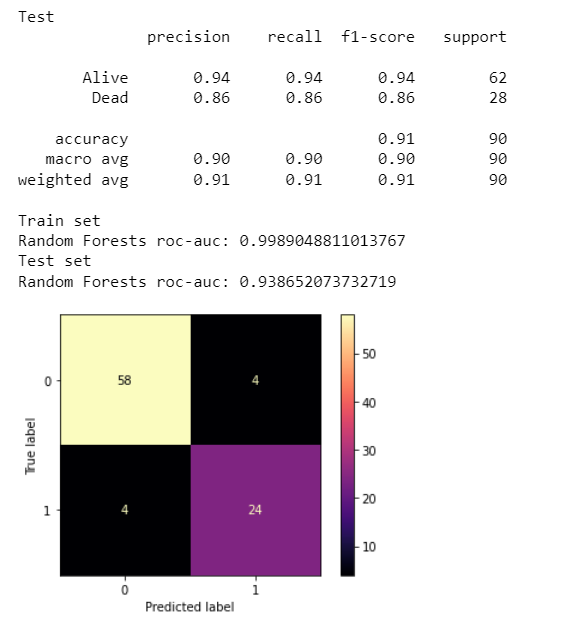 Test
precision recall f1-score support
Alive 0.94 0.94 0.94 62
Dead 0.86 0.86 0.86 28
accuracy 0.91 90
macro avg 0.90 0.90 0.90 90
weighted avg 0.91 0.91 0.91 90
Train set
Random Forests roc-auc: 0.9989048811013767
Test set
Random Forests roc-auc: 0.938652073732719
58 4
4 24
0
1
True label
0 1
Predicted label
50
40
30
20
10